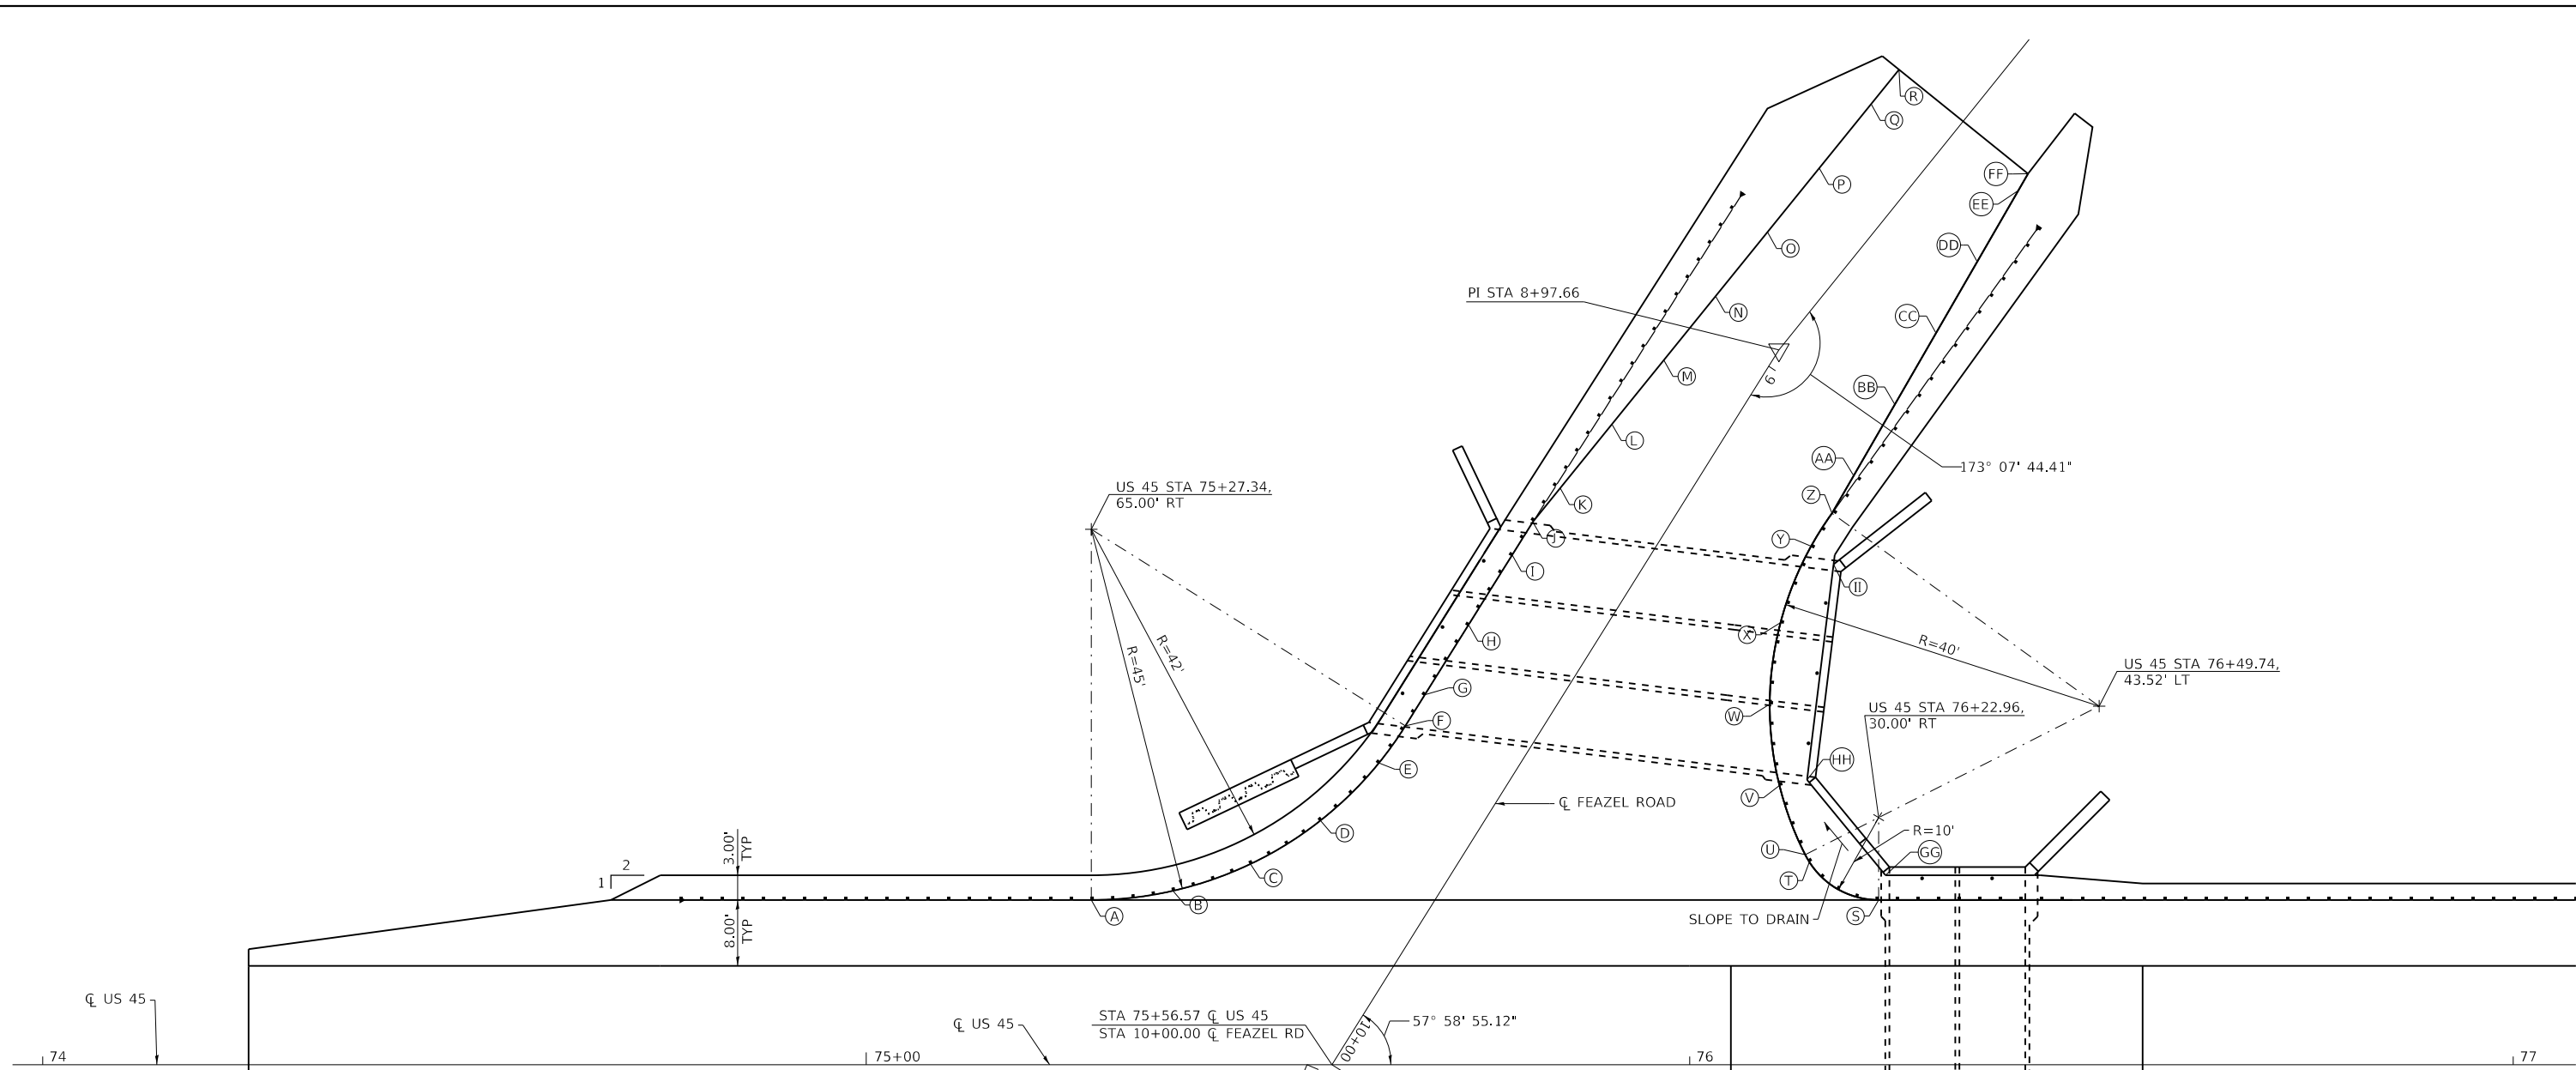 R
Q
FF
P
EE
O
DD
PI STA 8+97.66
N
CC
9
M
BB
L
AA
173° 07' 44.41"
US 45 STA 75+27.34,
65.00' RT
Z
K
J
Y
I
II
R=42'
R=45'
H
X
R=40'
US 45 STA 76+49.74,
43.52' LT
G
F
W
US 45 STA 76+22.96,
30.00' RT
E
HH
V
℄ FEAZEL ROAD
D
R=10'
3.00'
TYP
U
GG
2
1
C
T
B
A
S
SLOPE TO DRAIN
8.00'
TYP
℄ US 45
℄ US 45
STA 75+56.57 ℄ US 45
STA 10+00.00 ℄ FEAZEL RD
10+00
57° 58' 55.12"
74
75+00
76
77